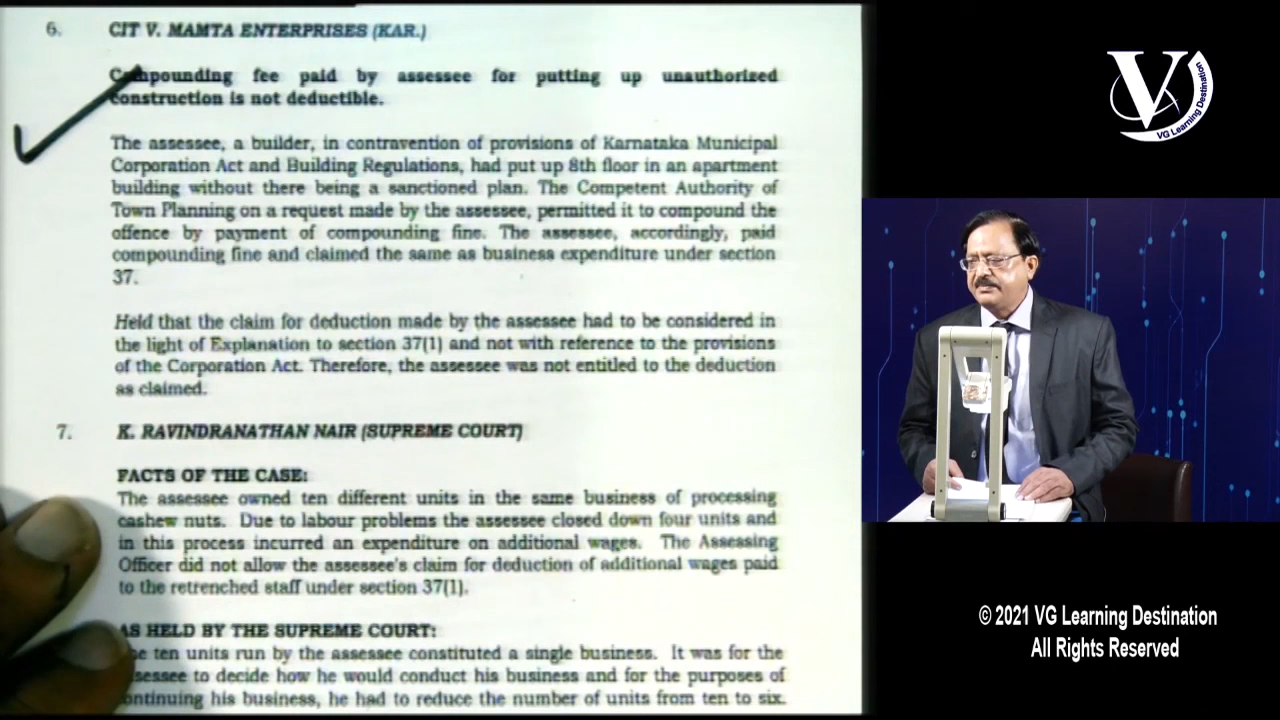 6. CIT V. MAMTA ENTERPRISES (KAR.)
Compounding fee paid by assessee for putting up unauthorized
construction is not deductible.
The assessee, a builder, in contravention of provisions of Karnataka Municipal
Corporation Act and Building Regulations, had put up 8th floor in an apartment
building without there being a sanctioned plan. The Competent Authority of
Town Planning on a request made by the assessee, permitted it to compound the
offence by payment of compounding fine. The assessee, accordingly, paid
compounding fine and claimed the same as business expenditure under section
37.
Held that the claim for deduction made by the assessee had to be considered in
the light of Explanation to section 37(1) and not with reference to the provisions
of the Corporation Act. Therefore, the assessee was not entitled to the deduction
as claimed.
7. K. RAVINDRANATHAN NAIR (SUPREME COURT)
FACTS OF THE CASE:
The assessee owned ten different units in the same business of processing
cashew nuts. Due to labour problems the assessee closed down four units and
in this process incurred an expenditure on additional wages. The Assessing
Officer did not allow the assessee's claim for deduction of additional wages paid
to the retrenched staff under section 37(1).
AS HELD BY THE SUPREME COURT:
ten units run by the assessee constituted a single business. It was for the
to decide how he would conduct his business and for the purposes of
his business, he had to reduce the number of units from ten to six.
V
VG Learning Destination
© 2021 VG Learning Destination
All Rights Reserved